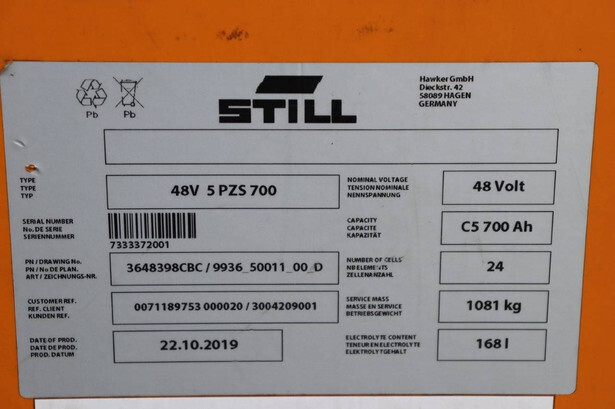 Pb Pb
STILL
Hawker GmbH
Dieckstr. 42
58089 HAGEN
GERMANY
TYPE
TYPE
TYP
48V 5 PZS 700
NOMINAL VOLTAGE
TENSION NOMINALE
NENNSPANNUNG
48 Volt
SERIAL NUMBER
No. DE SERIE
SERIENNUMMER
7333372001
CAPACITY
CAPACITE
KAPAZITÄT
C5 700 Ah
PN / DRAWING No.
PN / No DE PLAN.
ART / ZEICHNUNGS-NR.
3648398CBC / 9936_50011_00_D
NUMBER OF CELLS
NB ELEMENTS
ZELLENANZAHL
24
CUSTOMER REF.
REF. CLIENT
KUNDEN REF.
0071189753 000020 / 3004209001
SERVICE MASS
MASSE EN SERVICE
BETRIEBSGEWICHT
1081 kg
DATE OF PROD.
DATE DE PROD.
PROD. DATUM
22.10.2019
ELECTROLYTE CONTENT
TENEUR EN ELECTROLYTE
ELEKTROLYTGEHALT
168 l